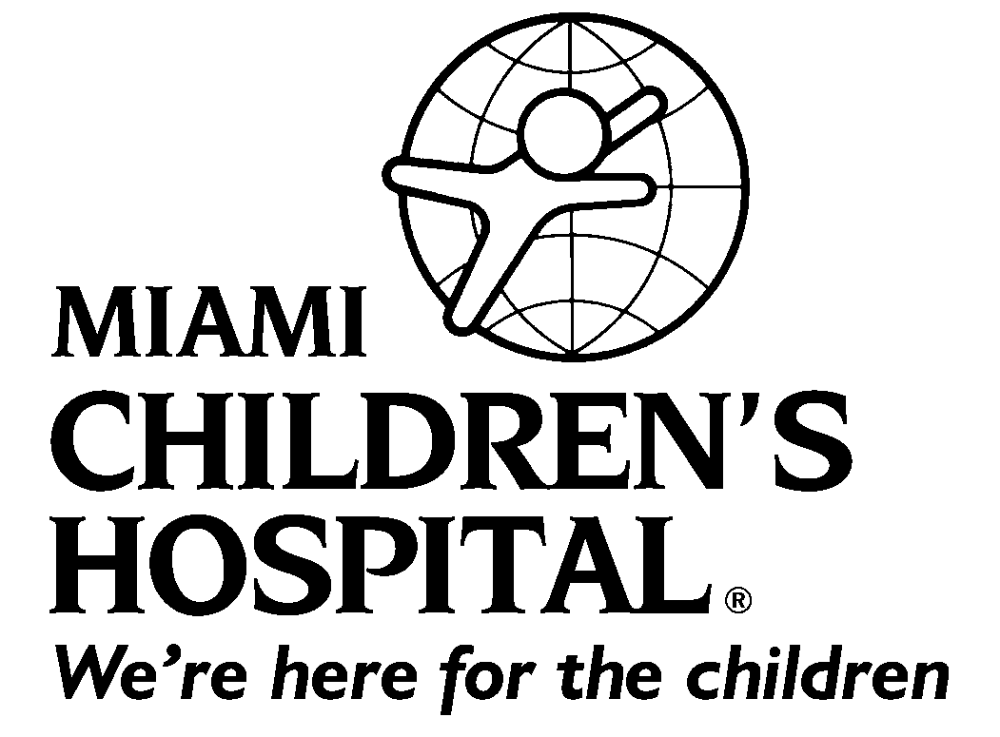 MIAMI
CHILDREN'S
HOSPITAL®
We're here for the children